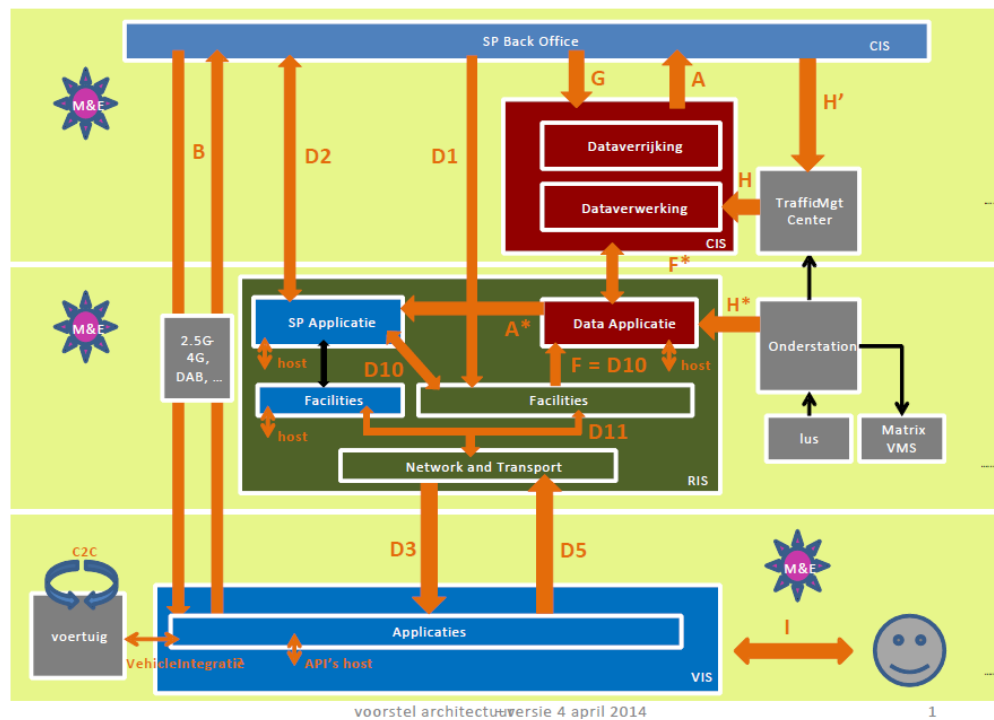 SP Back Office
CIS
M&E
B
D2
D1
G
A
H'
Dataverrijking
Dataverwerking
CIS
H
TrafficMgt
Center
F*
M&E
2.5G
4G,
DAB, ...
SP Applicatie
A*
Data Applicatie
H*
Onderstation
host
D10
F = D10
host
Facilities
Facilities
host
D11
lus
Matrix
VMS
Network and Transport
RIS
D3
D5
C2C
M&E
voertuig
Applicaties
I
VehicleIntegratie?
API's host
VIS
voorstel architectuur-versie 4 april 2014
1